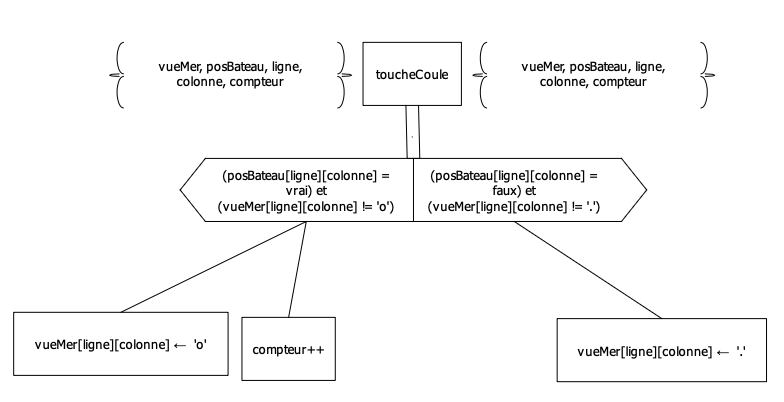 vueMer, posBateau, ligne,
colonne, compteur
toucheCoule
vueMer, posBateau, ligne,
colonne, compteur
(posBateau[ligne][colonne] =
vrai) et
(vueMer[ligne][colonne] != 'o')
(posBateau[ligne][colonne] =
faux) et
(vueMer[ligne][colonne] != '.')
vueMer[ligne][colonne] ← 'o'
compteur++
vueMer[ligne][colonne] ← '.'